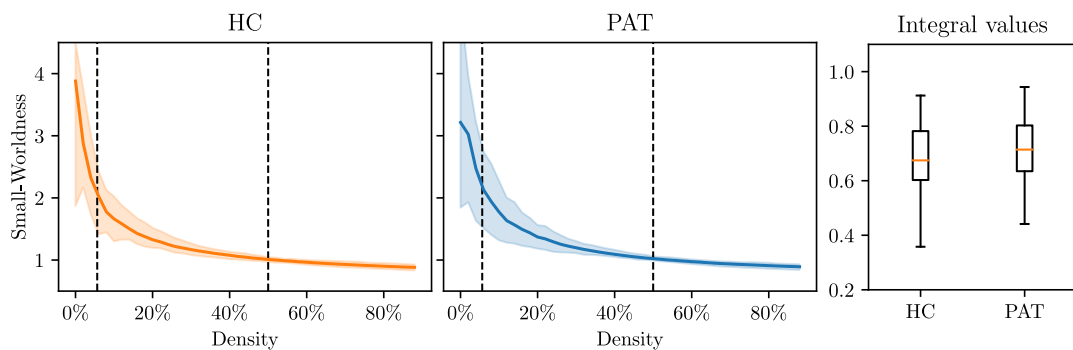 HC
PAT
Integral values
Small-Worldness
4
3
2
1
0% 20% 40% 60% 80%
Density
0% 20% 40% 60% 80%
Density
1.0
0.8
0.6
0.4
0.2
HC PAT